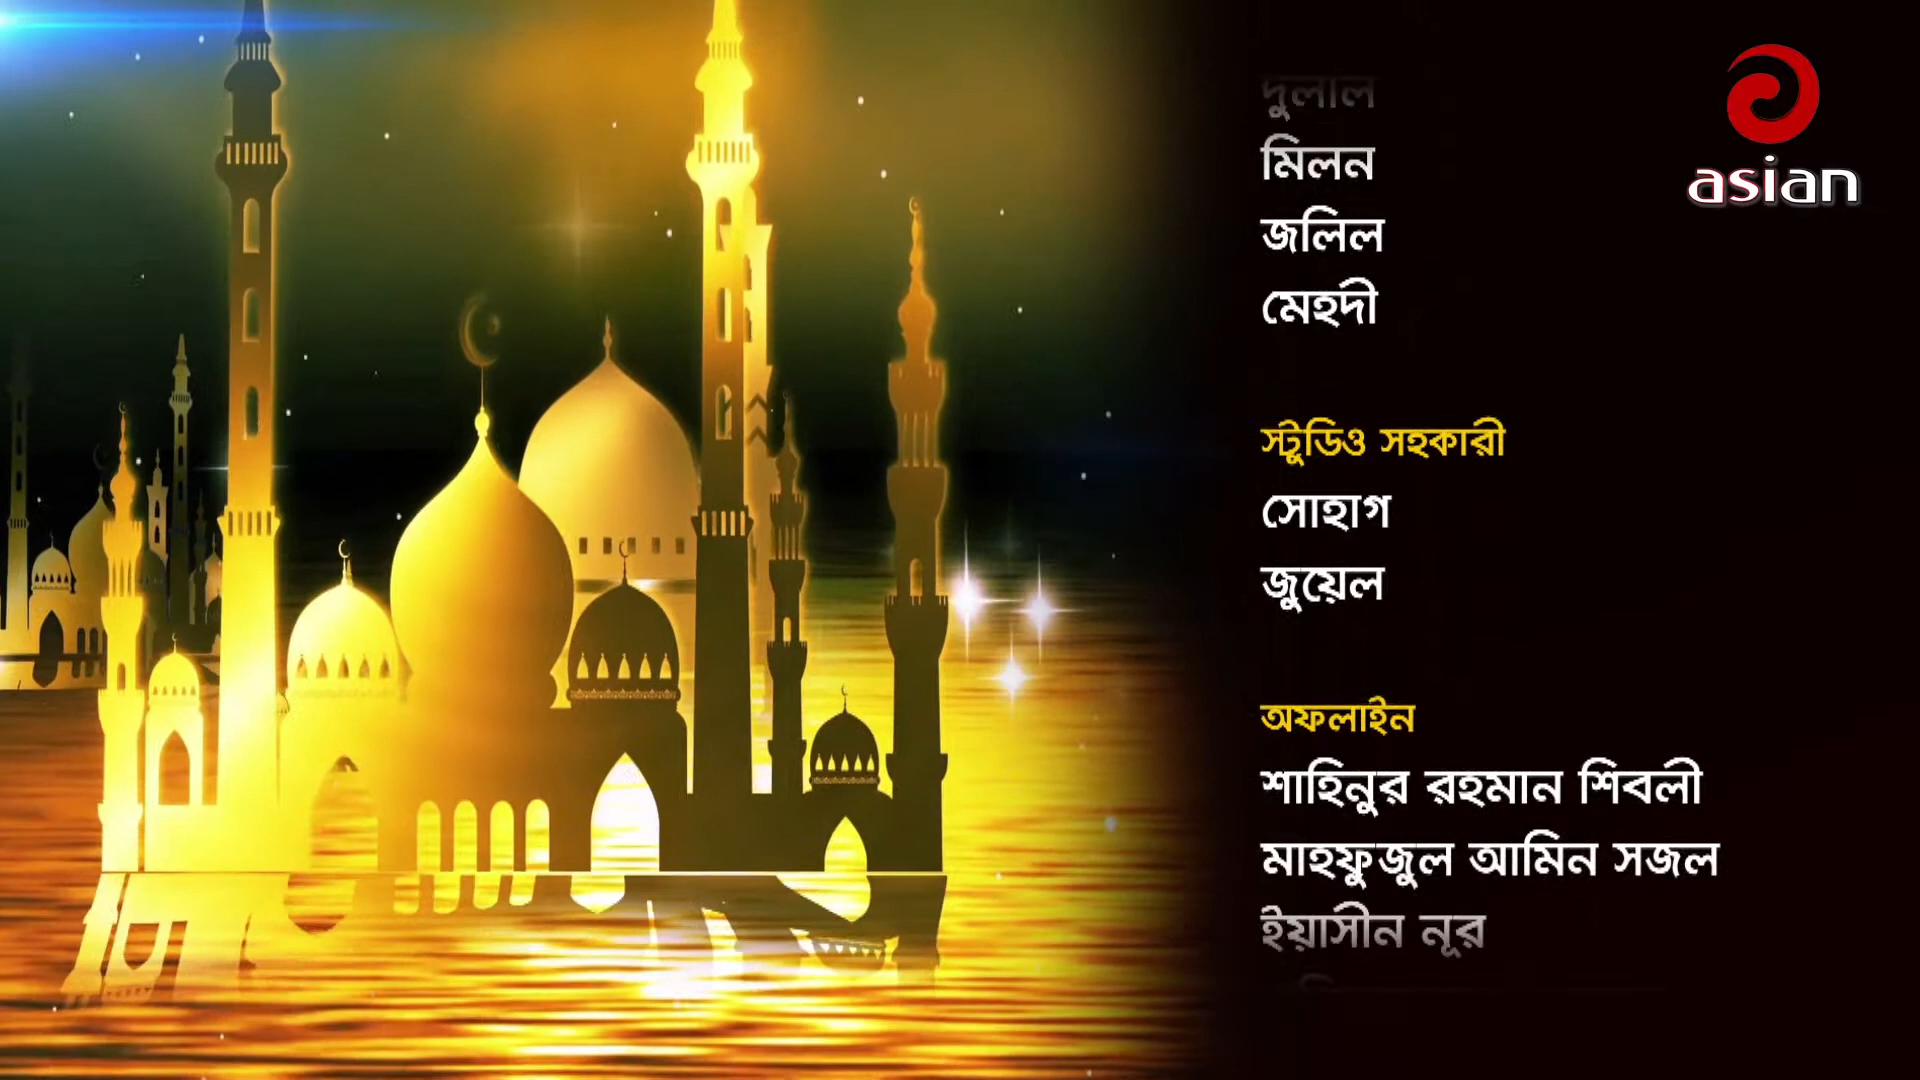 দুলাল
মিলন
জলিল
মেহদী
স্টুডিও সহকারী
সোহাগ
জুয়েল
অফলাইন
শাহিনুর রহমান শিবলী
মাহফুজুল আমিন সজল
ইয়াসীন নূর
asian